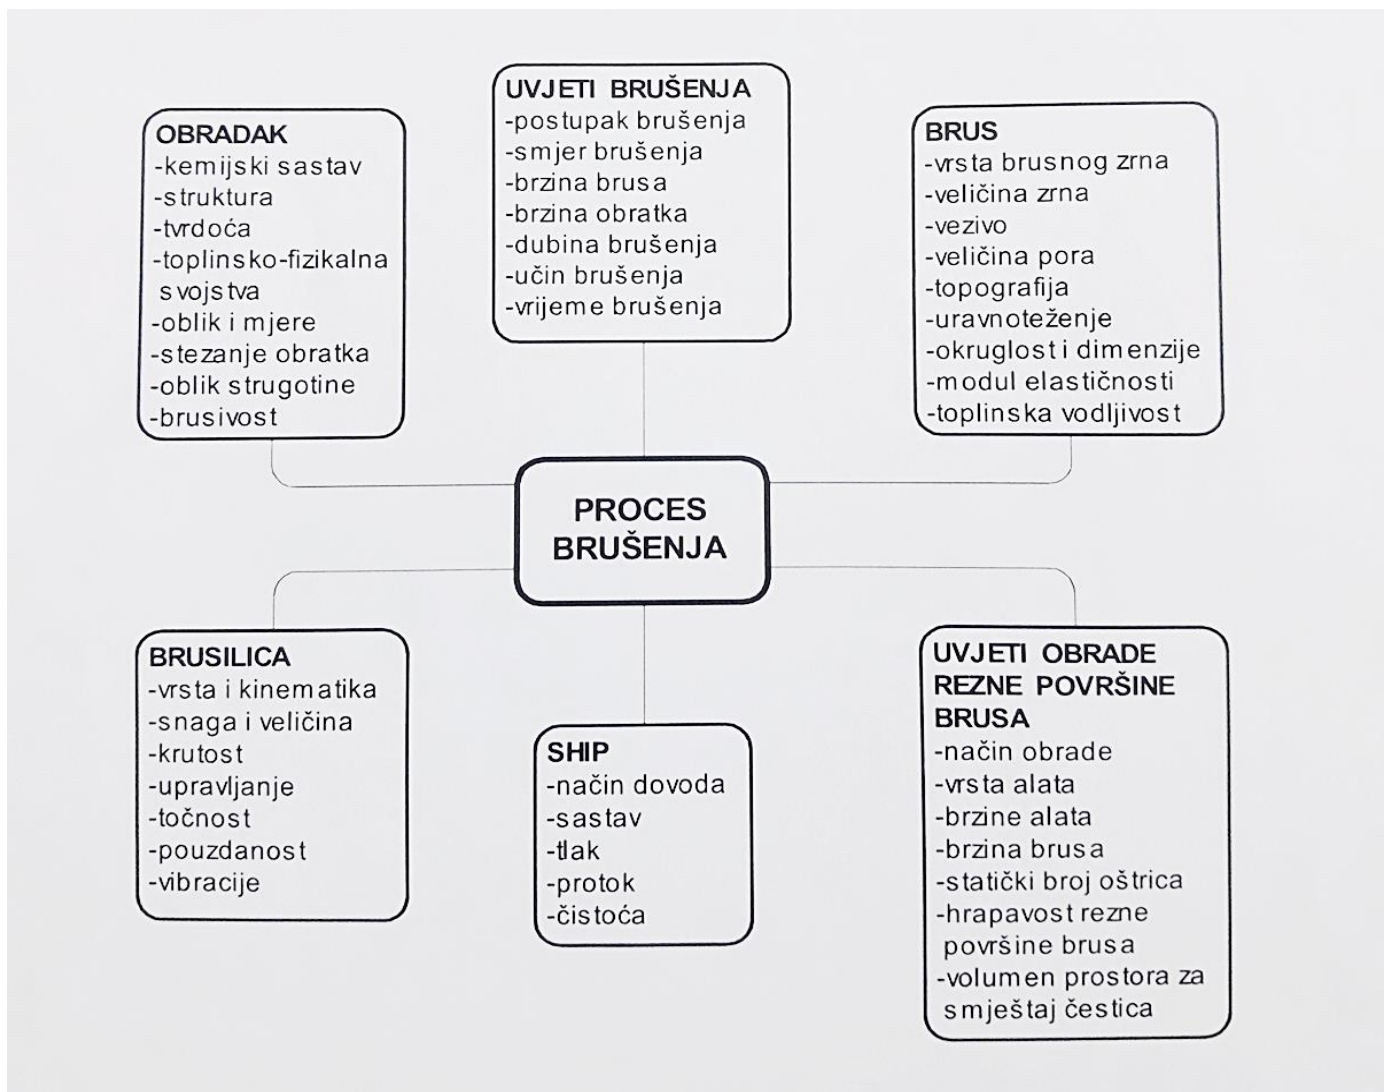 OBRADAK
-kemijski sastav
-struktura
-tvrdoća
-toplinsko-fizikalna
svojstva
-oblik i mjere
-stezanje obratka
-oblik strugotine
-brusivost
UVJETI BRUŠENJA
-postupak brušenja
-smjer brušenja
-brzina brusa
-brzina obratka
-dubina brušenja
-učin brušenja
-vrijeme brušenja
BRUS
-vrsta brusnog zrna
-veličina zrna
-vezivo
-veličina pora
-topografija
-uravnoteženje
-okruglost i dimenzije
-modul elastičnosti
-toplinska vodljivost
PROCES
BRUŠENJA
BRUSILICA
-vrsta i kinematika
-snaga i veličina
-krutost
-upravljanje
-točnost
-pouzdanost
-vibracije
SHIP
-način dovoda
-sastav
-tlak
-protok
-čistoća
UVJETI OBRADE
REZNE POVRŠINE
BRUSA
-način obrade
-vrsta alata
-brzine alata
-brzina brusa
-statički broj oštrica
-hrapavost rezne
površine brusa
-volumen prostora za
smještaj čestica